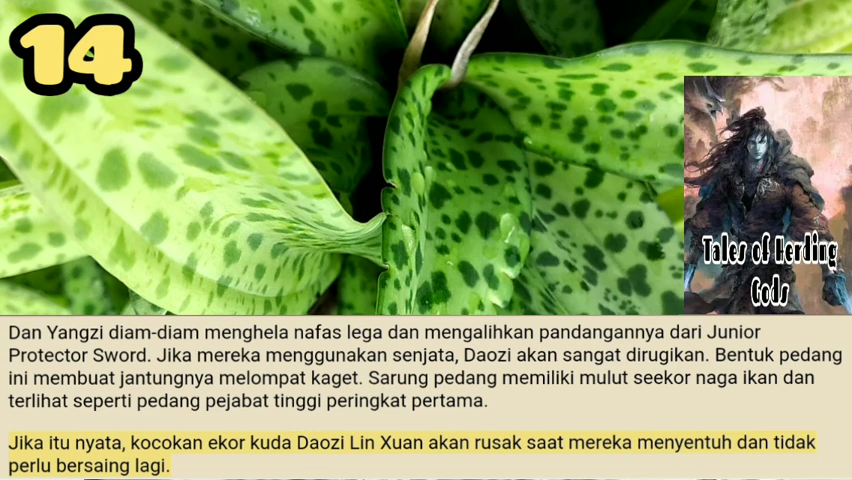 14
Tales of Herding
Gods
Dan Yangzi diam-diam menghela nafas lega dan mengalihkan pandangannya dari Junior
Protector Sword. Jika mereka menggunakan senjata, Daozi akan sangat dirugikan. Bentuk pedang
ini membuat jantungnya melompat kaget. Sarung pedang memiliki mulut seekor naga ikan dan
terlihat seperti pedang pejabat tinggi peringkat pertama.
Jika itu nyata, kocokan ekor kuda Daozi Lin Xuan akan rusak saat mereka menyentuh dan tidak
perlu bersaing lagi.